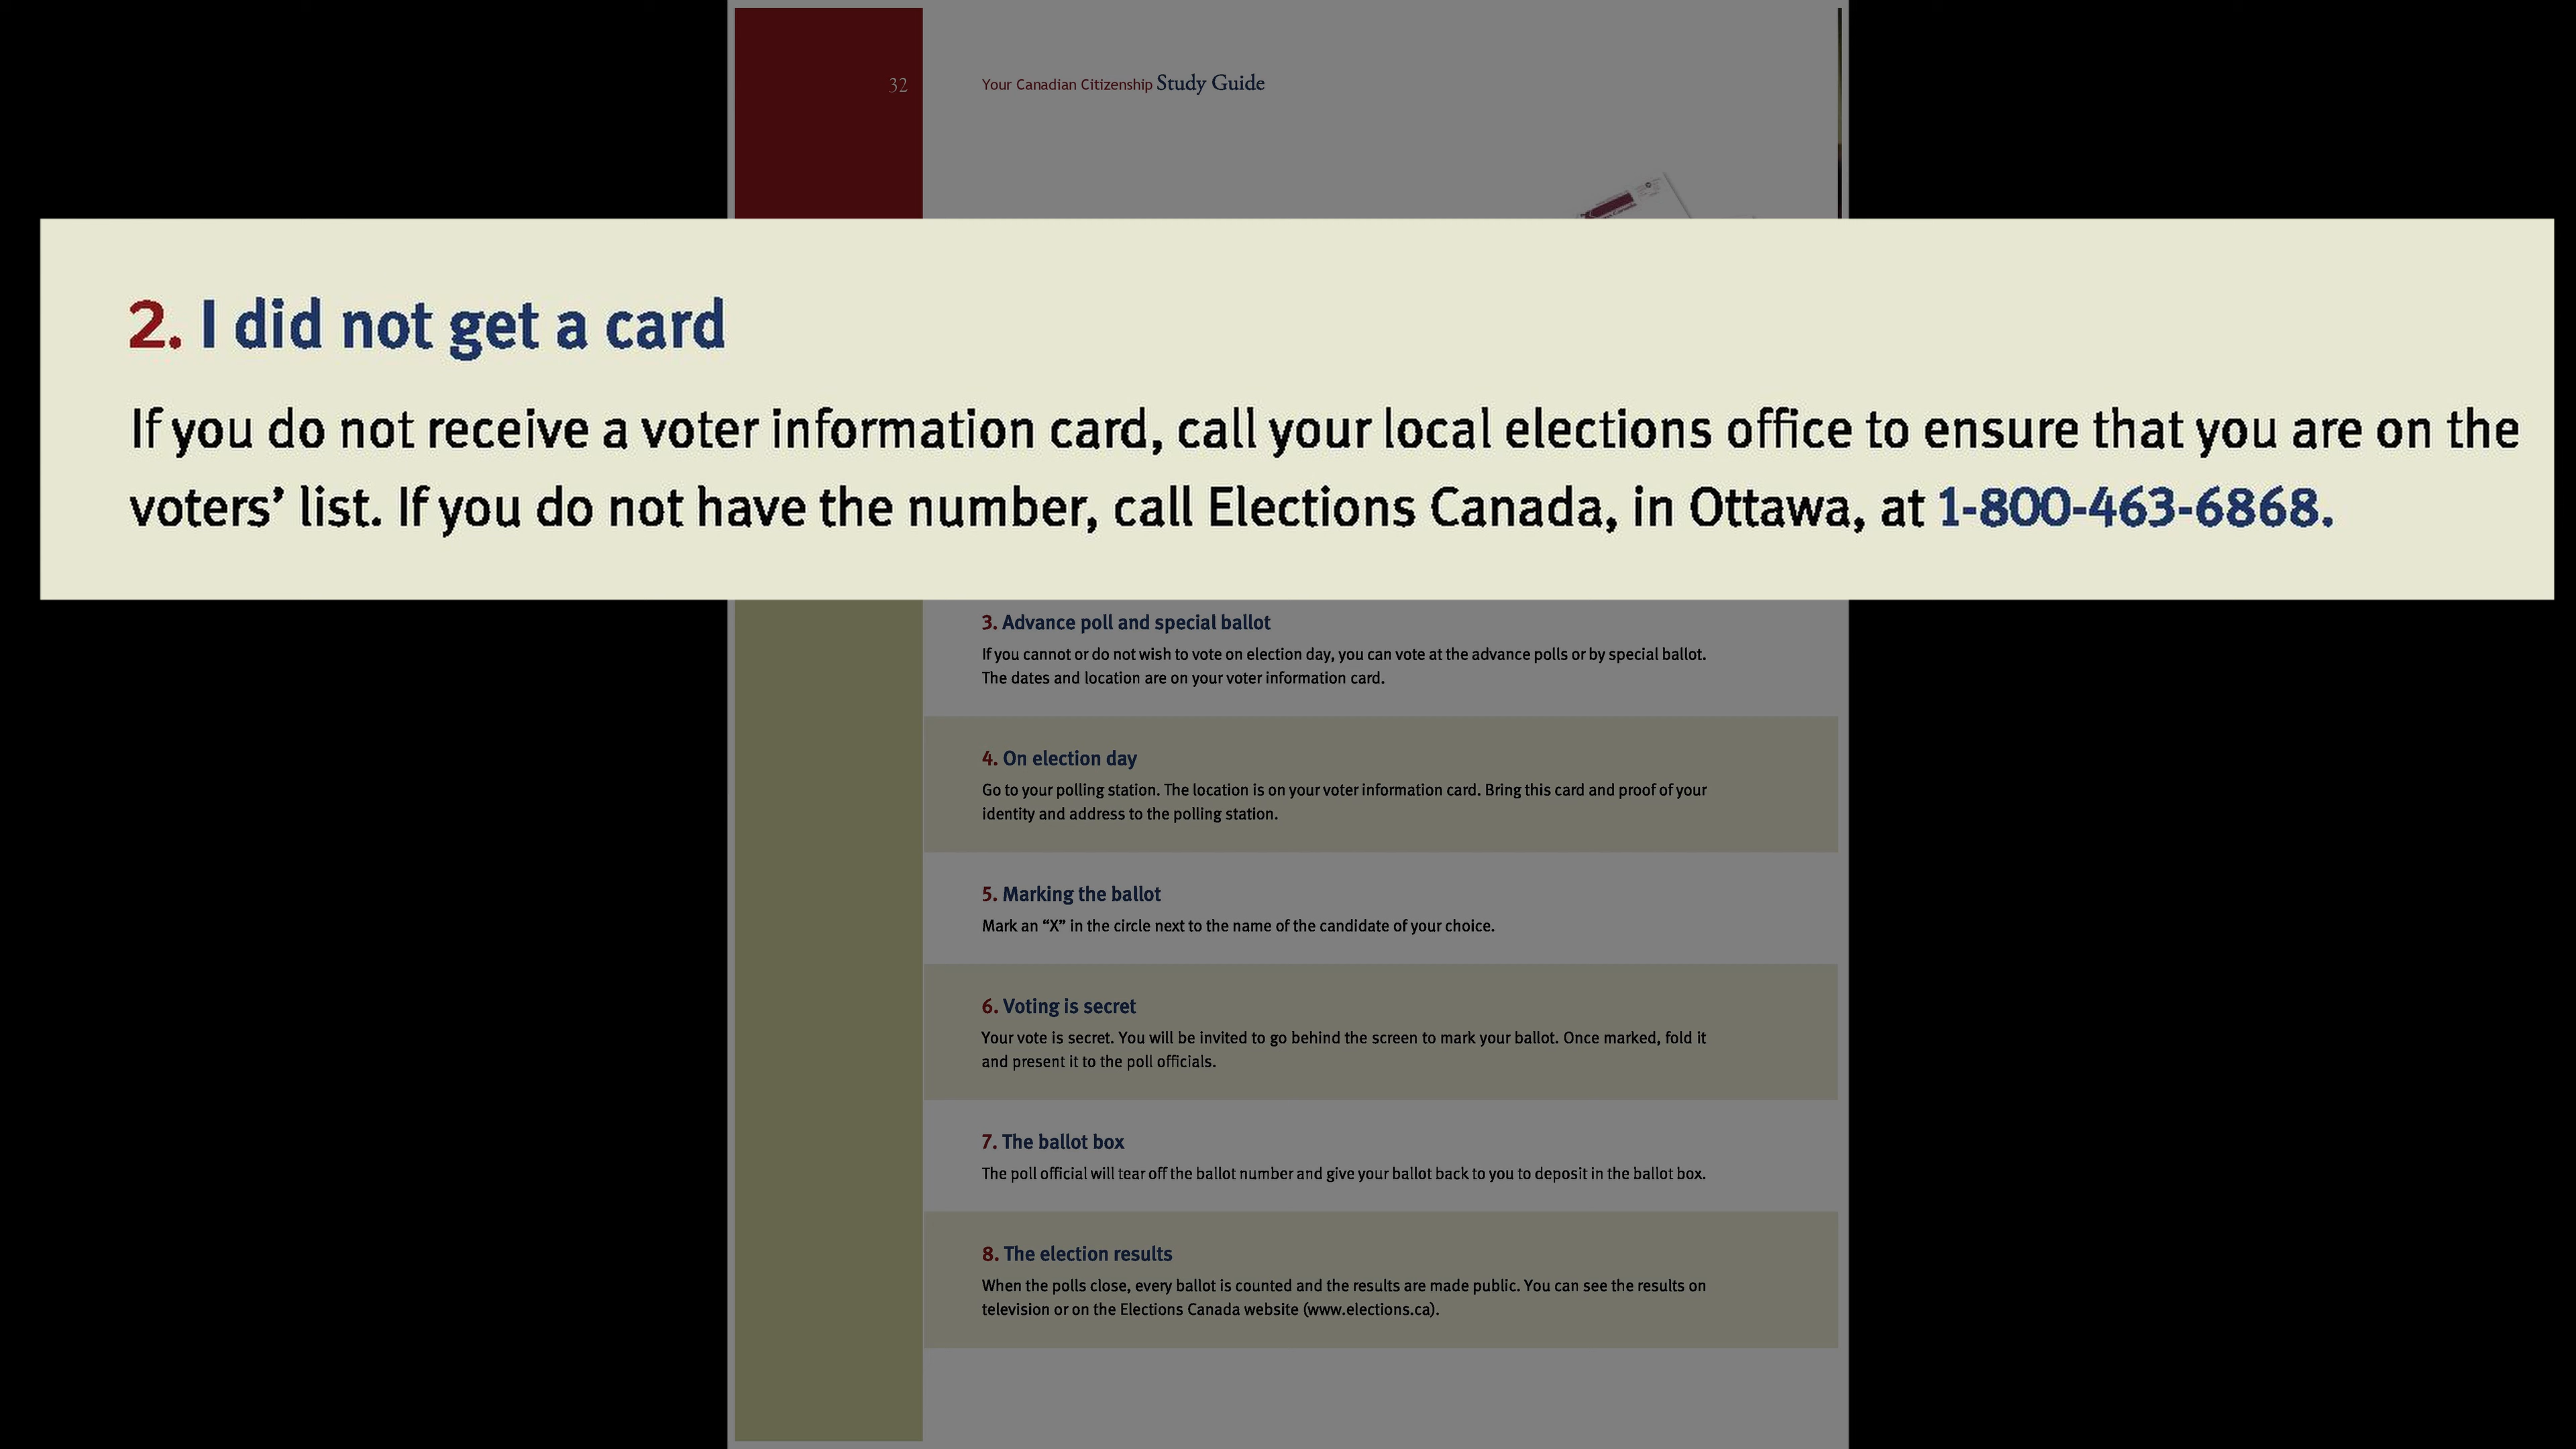 32
Your Canadian Citizenship Study Guide
2. I did not get a card
If you do not receive a voter information card, call your local elections office to ensure that you are on the
voters’ list. If you do not have the number, call Elections Canada, in Ottawa, at 1-800-463-6868.
3. Advance poll and special ballot
If you cannot or do not wish to vote on election day, you can vote at the advance polls or by special ballot.
The dates and location are on your voter information card.
4. On election day
Go to your polling station. The location is on your voter information card. Bring this card and proof of your
identity and address to the polling station.
5. Marking the ballot
Mark an “X” in the circle next to the name of the candidate of your choice.
6. Voting is secret
Your vote is secret. You will be invited to go behind the screen to mark your ballot. Once marked, fold it
and present it to the poll officials.
7. The ballot box
The poll official will tear off the ballot number and give your ballot back to you to deposit in the ballot box.
8. The election results
When the polls close, every ballot is counted and the results are made public. You can see the results on
television or on the Elections Canada website (www.elections.ca).